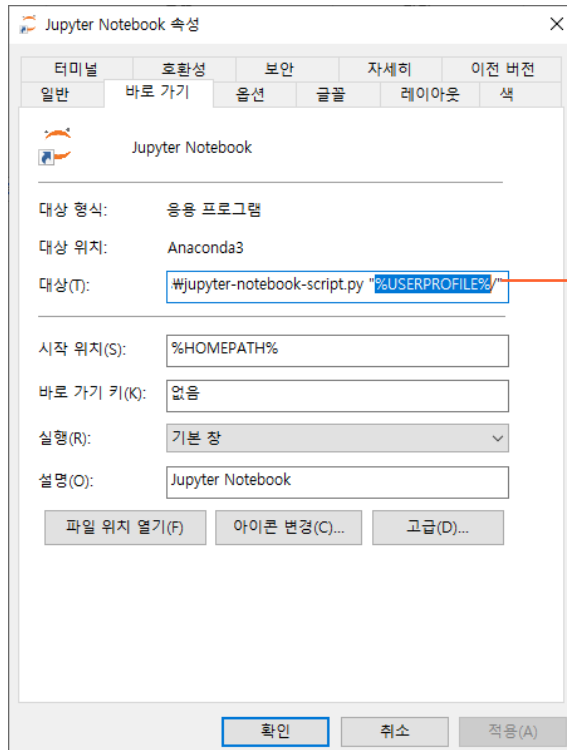 Jupyter Notebook 속성
터미널 호환성 보안 자세히 이전 버전
일반 바로 가기 옵션 글꼴 레이아웃 색
Jupyter Notebook
대상 형식: 응용 프로그램
대상 위치: Anaconda3
대상(T): .₩jupyter-notebook-script.py "%USERPROFILE%/"
시작 위치(S): %HOMEPATH%
바로 가기 키(K): 없음
실행(R): 기본 창
설명(O): Jupyter Notebook
파일 위치 열기(F) 아이콘 변경(C)... 고급(D)...
확인 취소 적용(A)